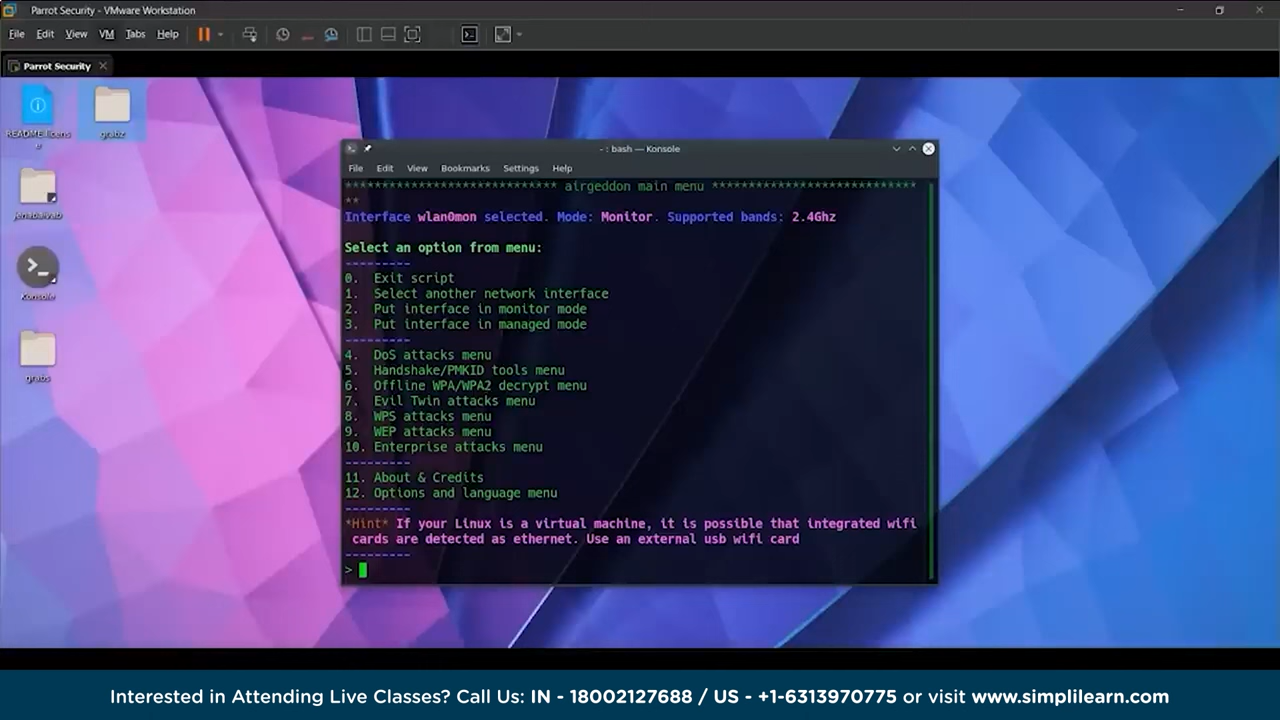 Parrot Security - VMware Workstation
File Edit View VM Tabs Help
Parrot Security
README.licens
e
grabz
Konsole
grabs
- : bash — Konsole
File Edit View Bookmarks Settings Help
***************************** airgeddon main menu ****************************
**
Interface wlan0mon selected. Mode: Monitor. Supported bands: 2.4Ghz
Select an option from menu:
---------
0. Exit script
1. Select another network interface
2. Put interface in monitor mode
3. Put interface in managed mode
---------
4. DoS attacks menu
5. Handshake/PMKID tools menu
6. Offline WPA/WPA2 decrypt menu
7. Evil Twin attacks menu
8. WPS attacks menu
9. WEP attacks menu
10. Enterprise attacks menu
---------
11. About & Credits
12. Options and language menu
---------
*Hint* If your Linux is a virtual machine, it is possible that integrated wifi
cards are detected as ethernet. Use an external usb wifi card
---------
>
Interested in Attending Live Classes? Call Us: IN - 18002127688 / US - +1-6313970775 or visit www.simplilearn.com